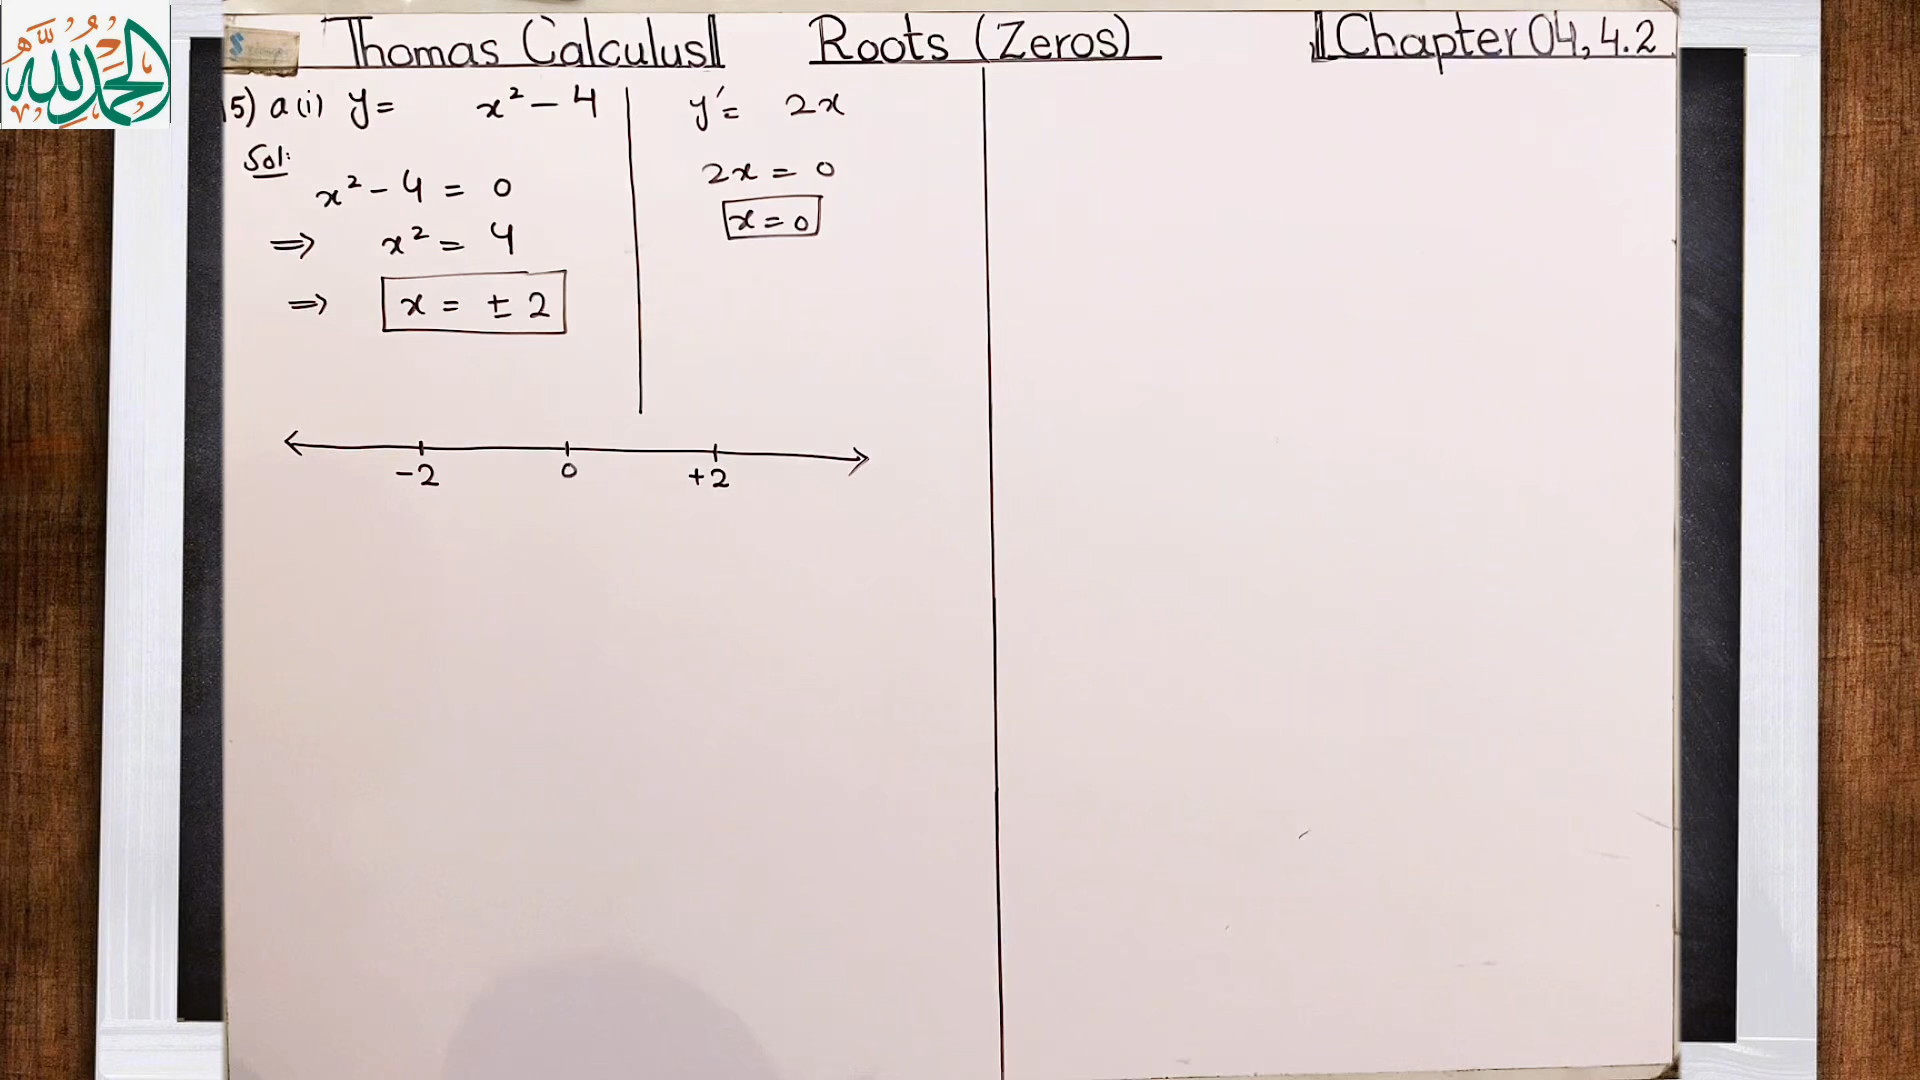 الحمد لله
Thomas Calculus Roots (Zeros) Chapter 04, 4.2
15) a(i) y = x² - 4
Sol:
x² - 4 = 0
⇒ x² = 4
⇒ x = ± 2
y' = 2x
2x = 0
x = 0
-2 0 +2